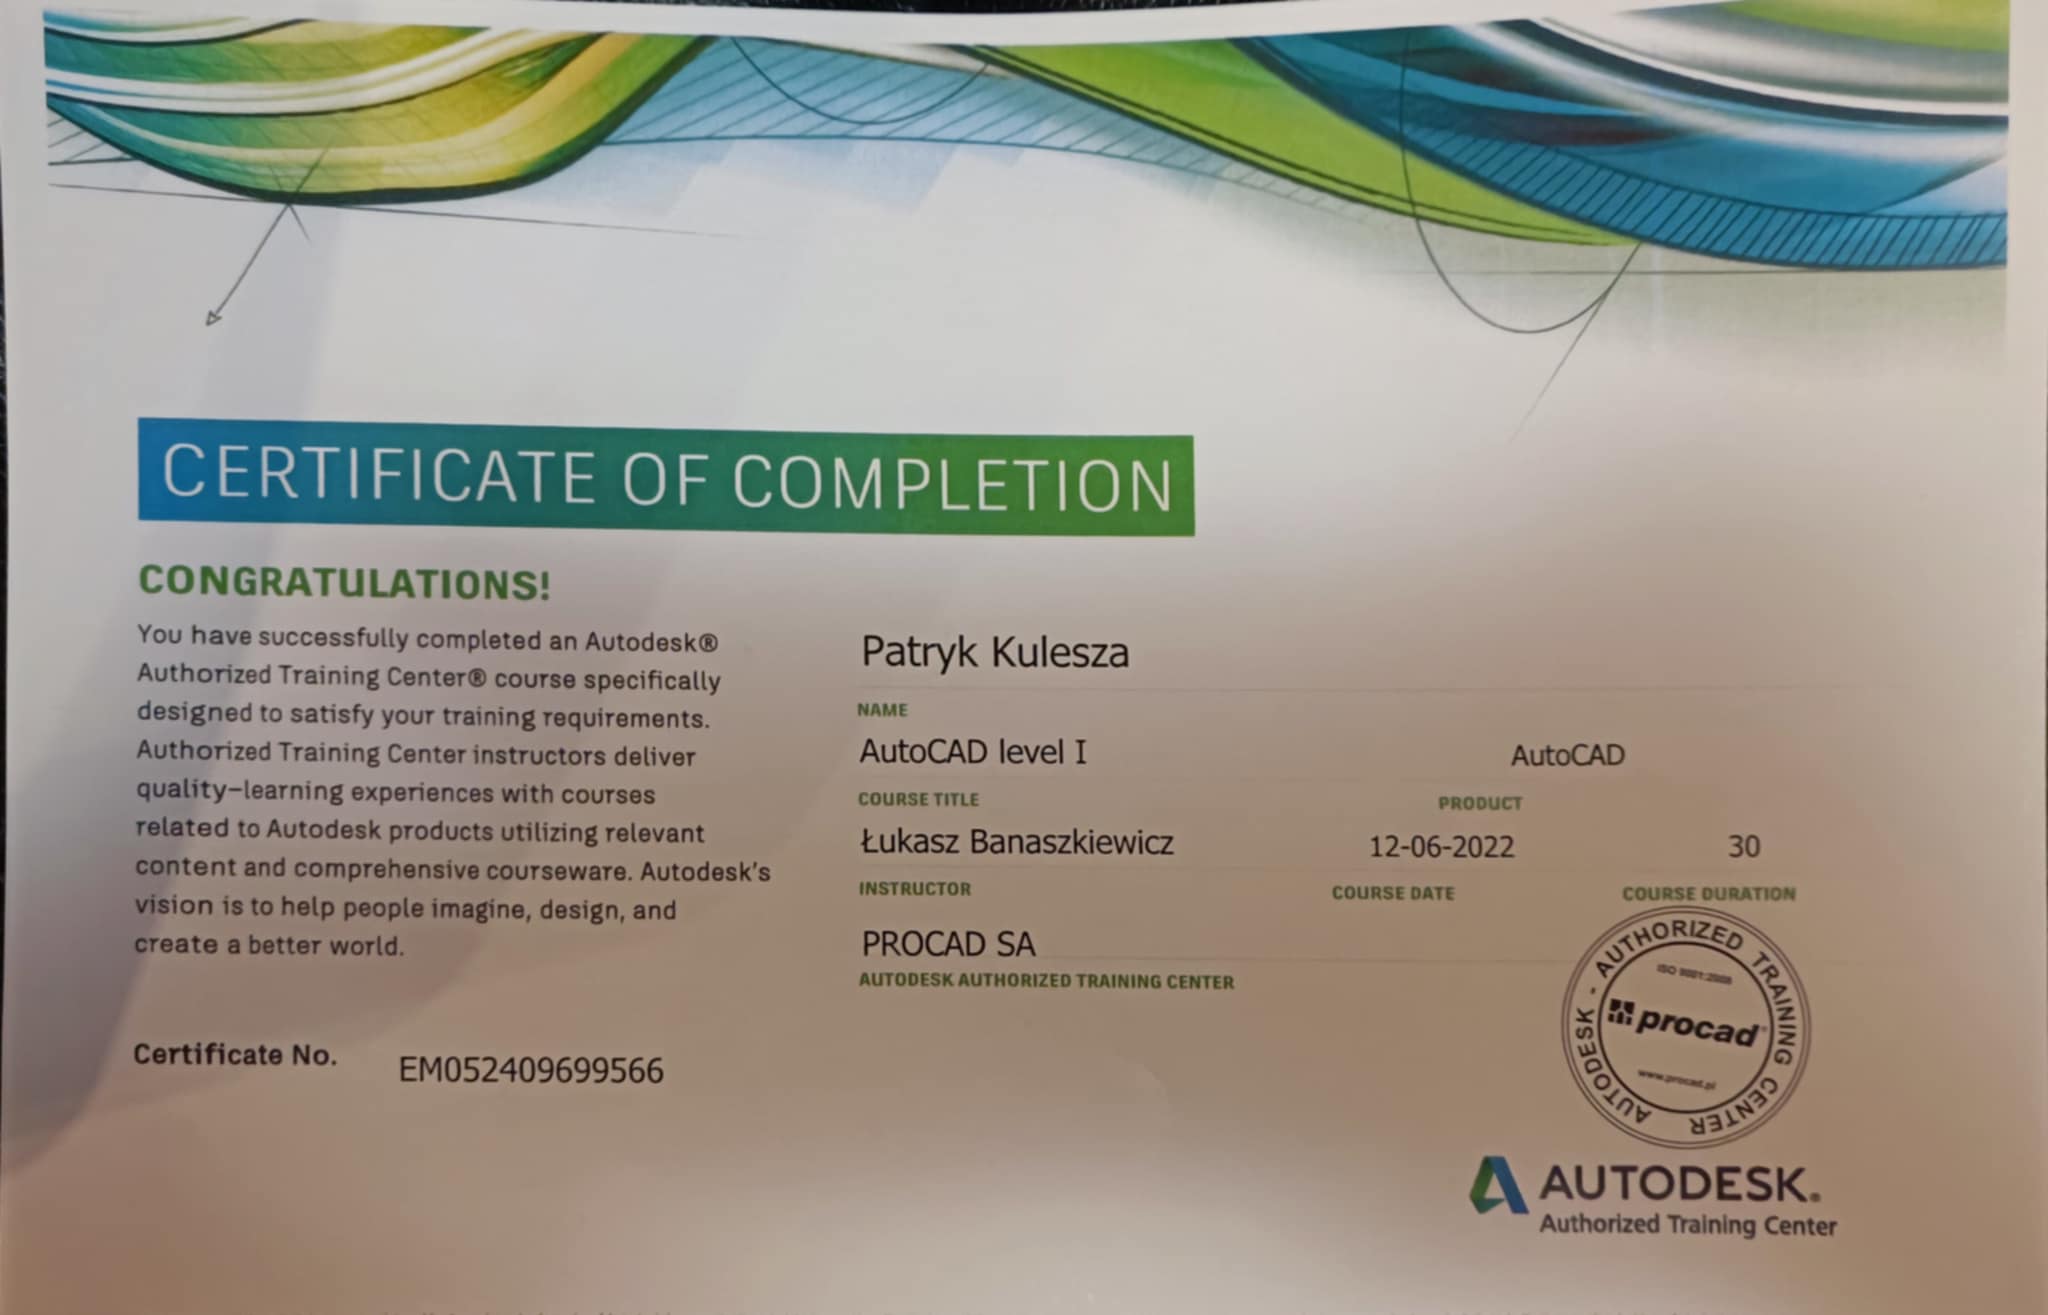 CERTIFICATE OF COMPLETION
CONGRATULATIONS!
You have successfully completed an Autodesk®
Authorized Training Center® course specifically
designed to satisfy your training requirements.
Authorized Training Center instructors deliver
quality-learning experiences with courses
related to Autodesk products utilizing relevant
content and comprehensive courseware. Autodesk's
vision is to help people imagine, design, and
create a better world.
Certificate No. EM052409699566
Patryk Kulesza
NAME
AutoCAD level I AutoCAD
COURSE TITLE PRODUCT
Łukasz Banaszkiewicz 12-06-2022 30
INSTRUCTOR COURSE DATE COURSE DURATION
PROCAD SA
AUTODESK AUTHORIZED TRAINING CENTER
AUTODESK - AUTHORIZED TRAINING CENTER
ISO 9001:2008
procad
www.procad.pl
AUTODESK®
Authorized Training Center